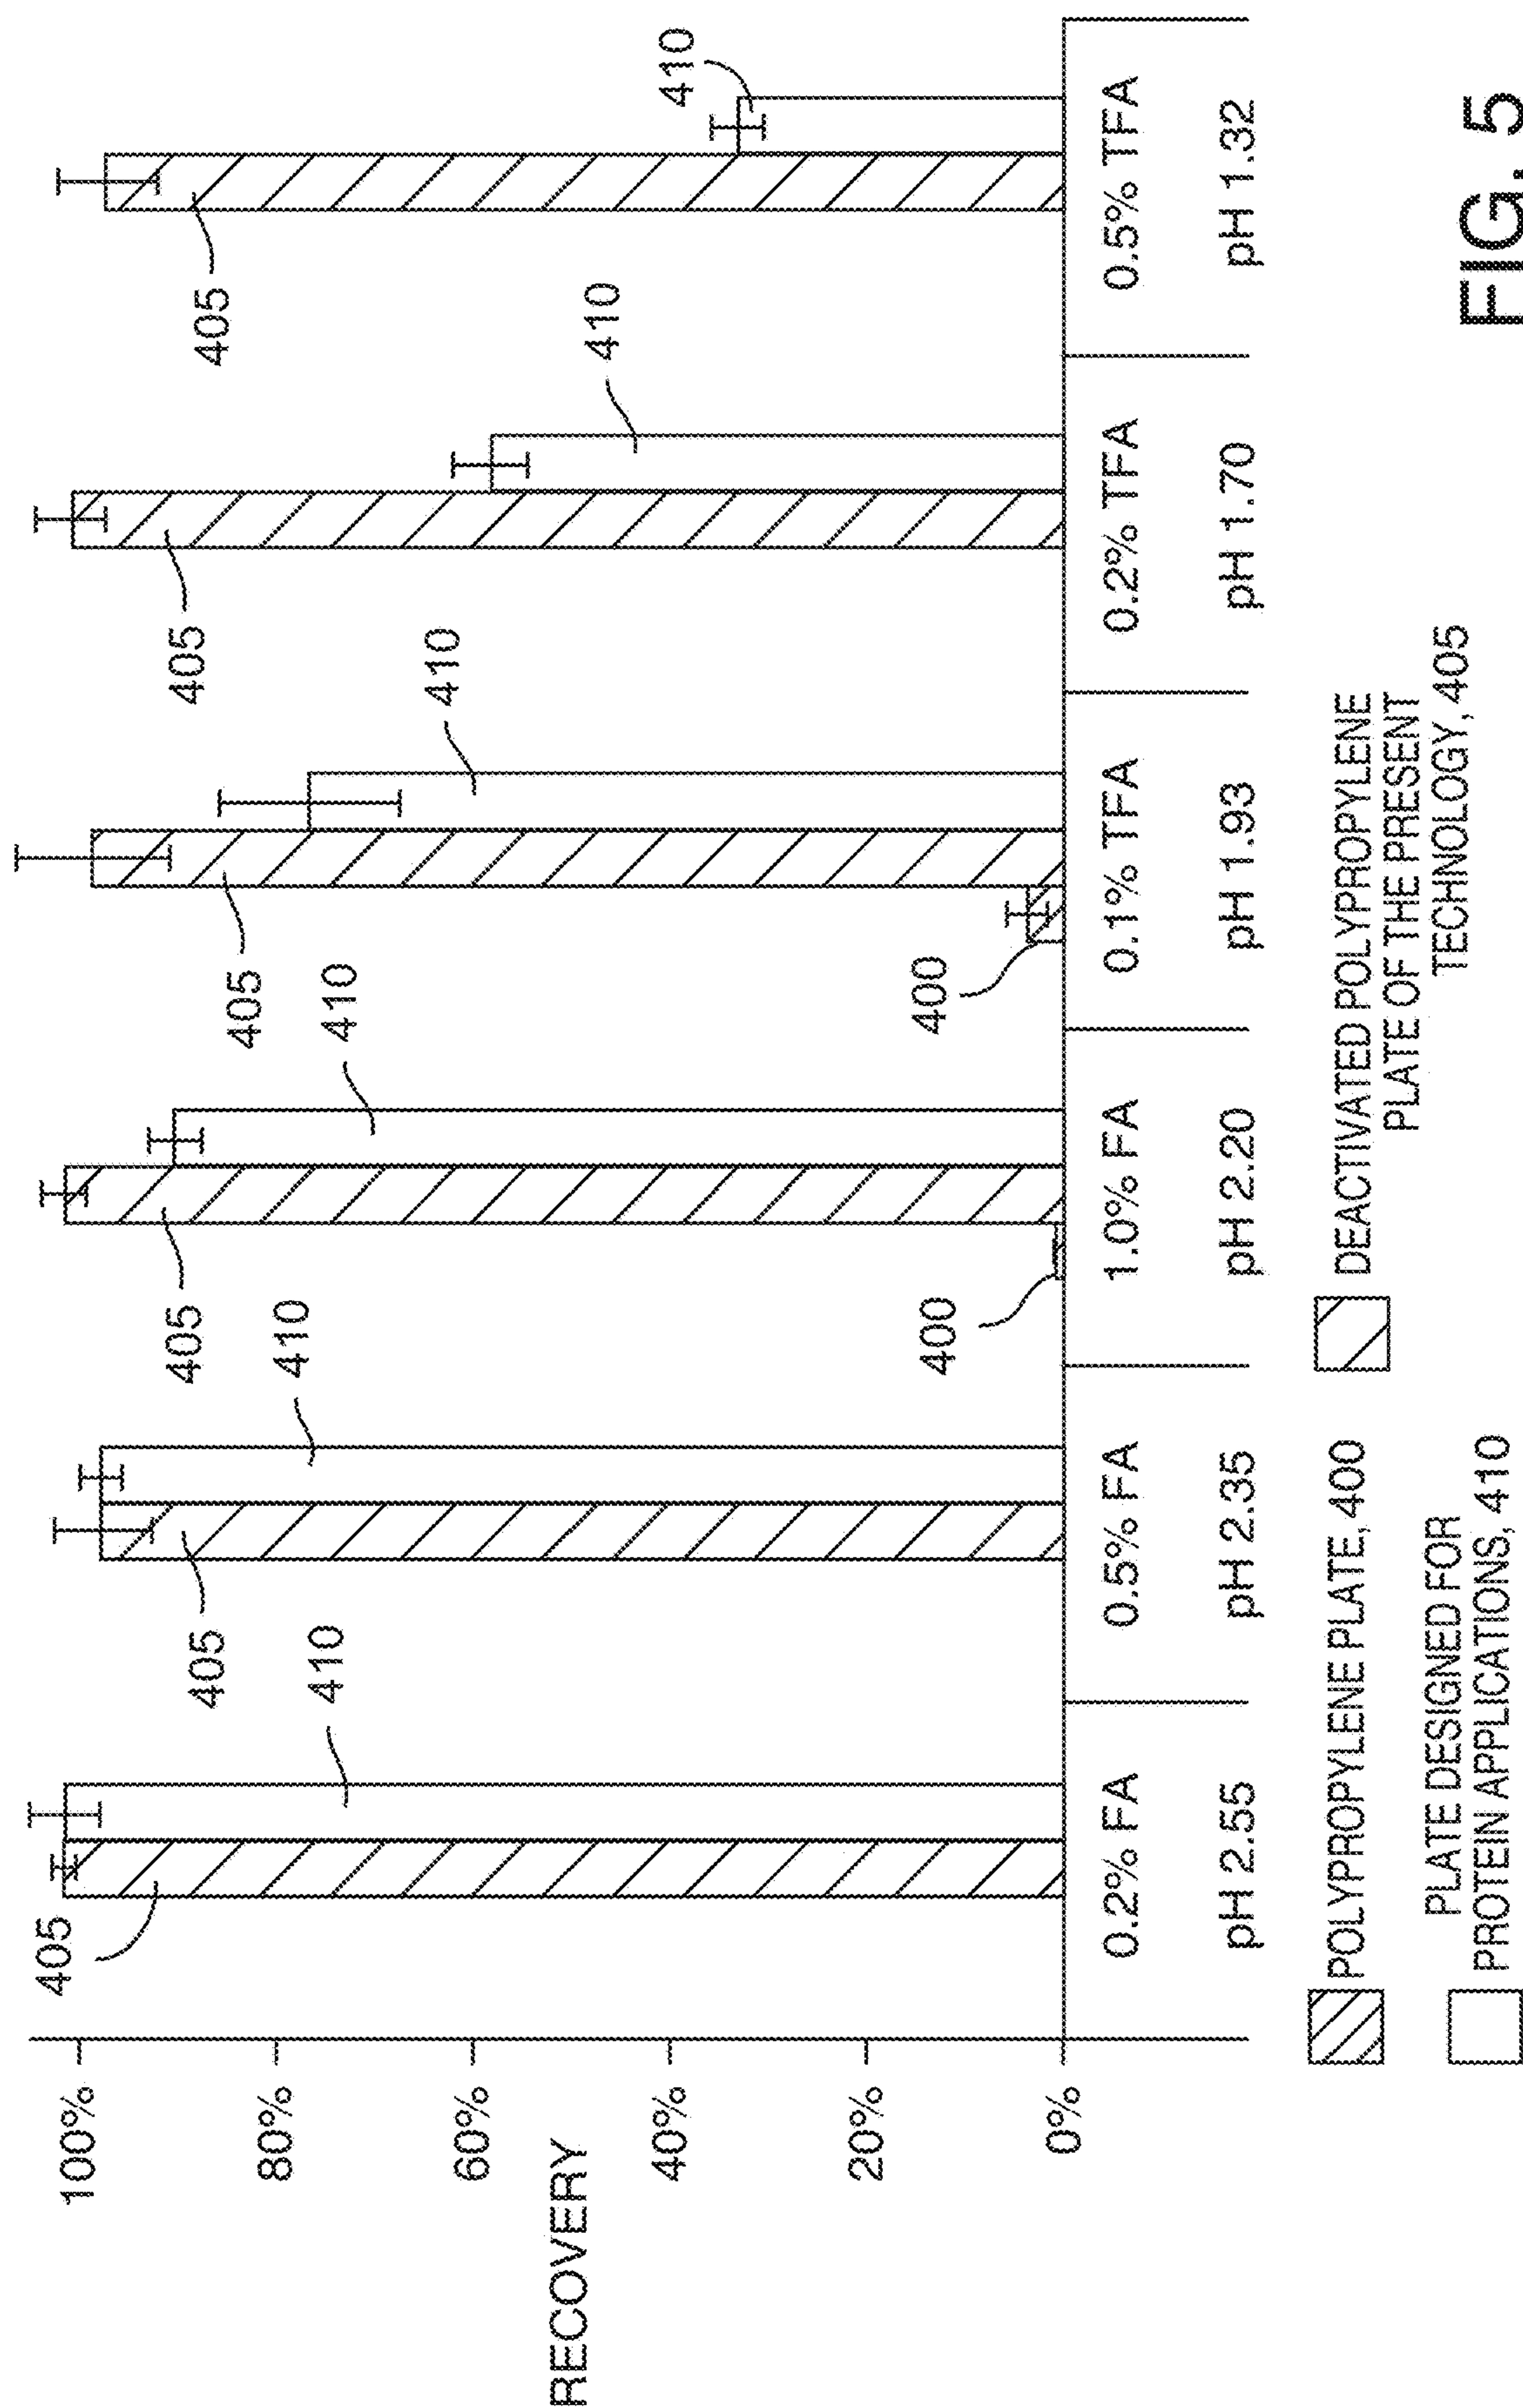 RECOVERY
100%
80%
60%
40%
20%
0%
405
410
405
410
405
410
400
405
410
400
405
410
405
410
0.2% FA
0.5% FA
1.0% FA
0.1% TFA
0.2% TFA
0.5% TFA
pH 2.55
pH 2.35
pH 2.20
pH 1.93
pH 1.70
pH 1.32
POLYPROPYLENE PLATE, 400
PLATE DESIGNED FOR
PROTEIN APPLICATIONS, 410
DEACTIVATED POLYPROPYLENE
PLATE OF THE PRESENT
TECHNOLOGY, 405
FIG. 5